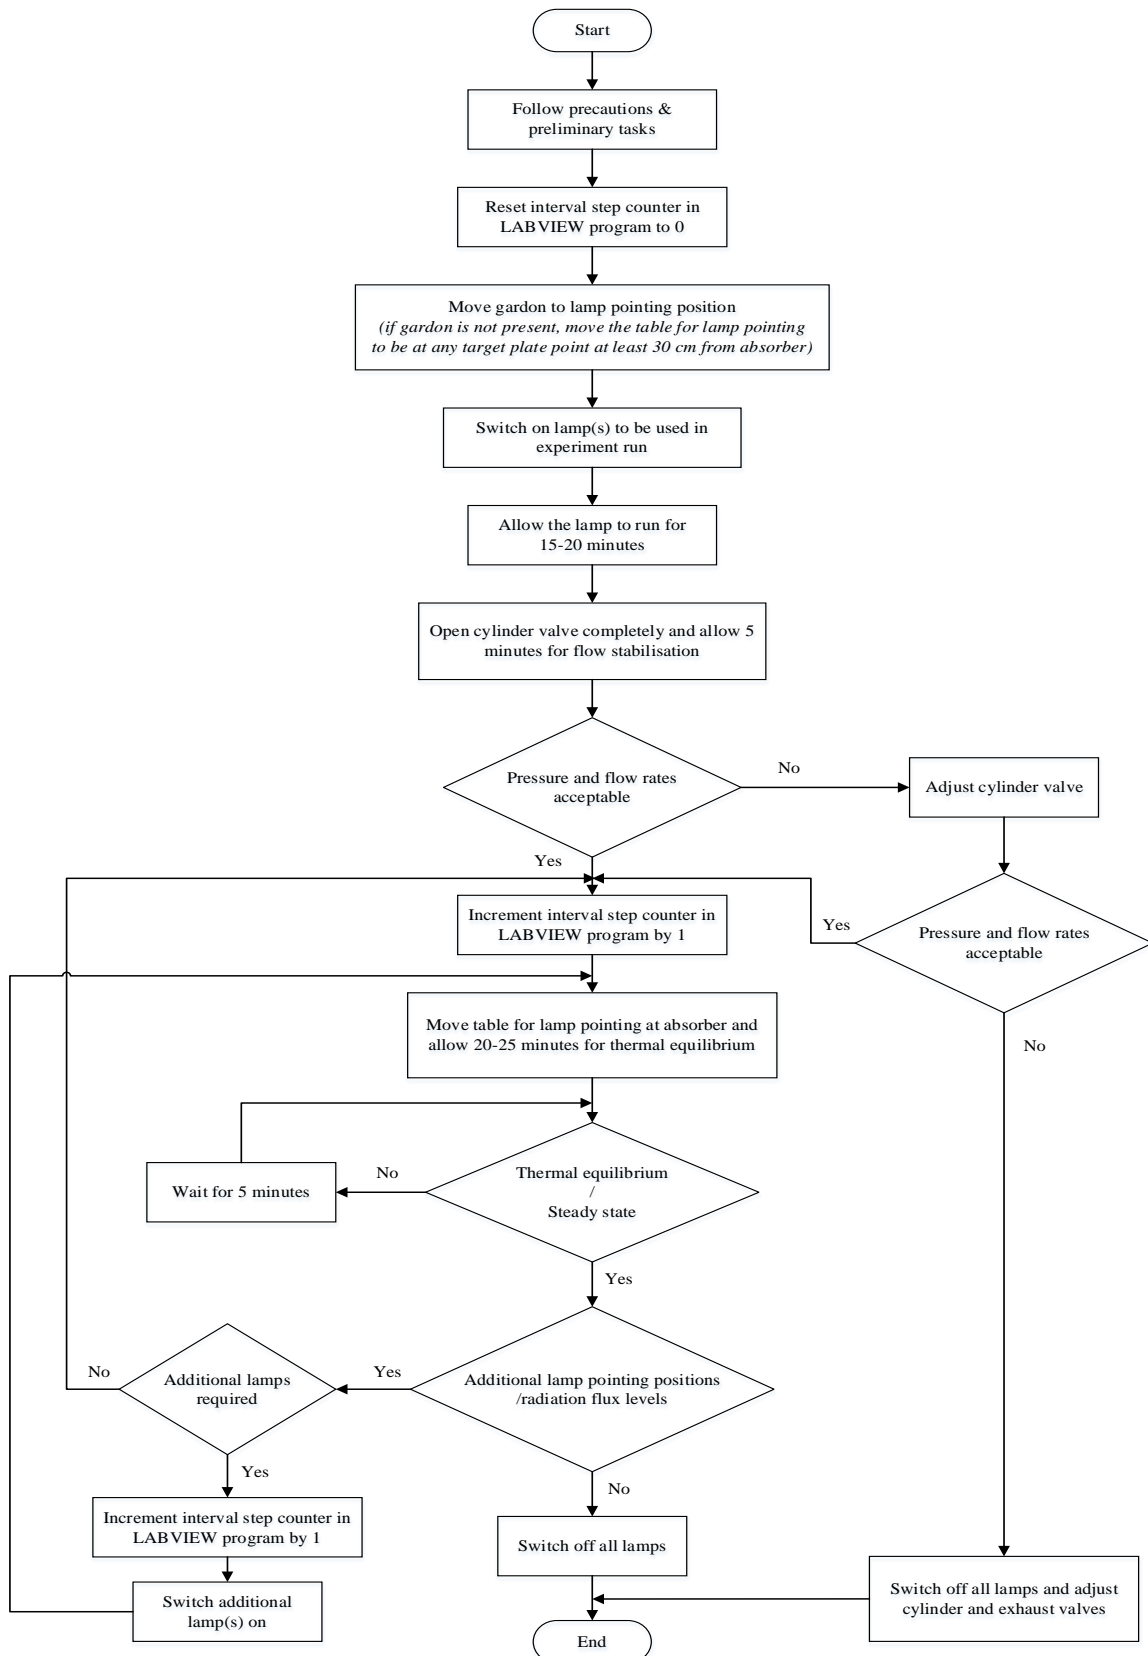 Start
Follow precautions &
preliminary tasks
Reset interval step counter in
LABVIEW program to 0
Move gardon to lamp pointing position
(if gardon is not present, move the table for lamp pointing
to be at any target plate point at least 30 cm from absorber)
Switch on lamp(s) to be used in
experiment run
Allow the lamp to run for
15-20 minutes
Open cylinder valve completely and allow 5
minutes for flow stabilisation
Pressure and flow rates
acceptable
No
Adjust cylinder valve
Yes
Increment interval step counter in
LABVIEW program by 1
Yes
Pressure and flow rates
acceptable
No
Move table for lamp pointing at absorber and
allow 20-25 minutes for thermal equilibrium
Thermal equilibrium
/
Steady state
No
Wait for 5 minutes
Yes
Additional lamp pointing positions
/radiation flux levels
Yes
Additional lamps
required
No
Yes
Increment interval step counter in
LABVIEW program by 1
Switch additional
lamp(s) on
No
Switch off all lamps
Switch off all lamps and adjust
cylinder and exhaust valves
End